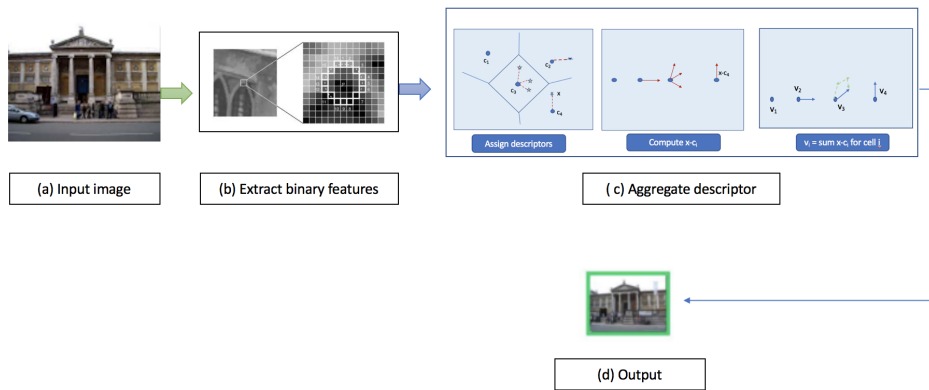 c₁
c₂
c₃
x
c₄
x-c₄
v₁
v₂
v₃
v₄
Assign descriptors
Compute x-cᵢ
vᵢ = sum x-cᵢ for cell i
(a) Input image
(b) Extract binary features
( c) Aggregate descriptor
(d) Output